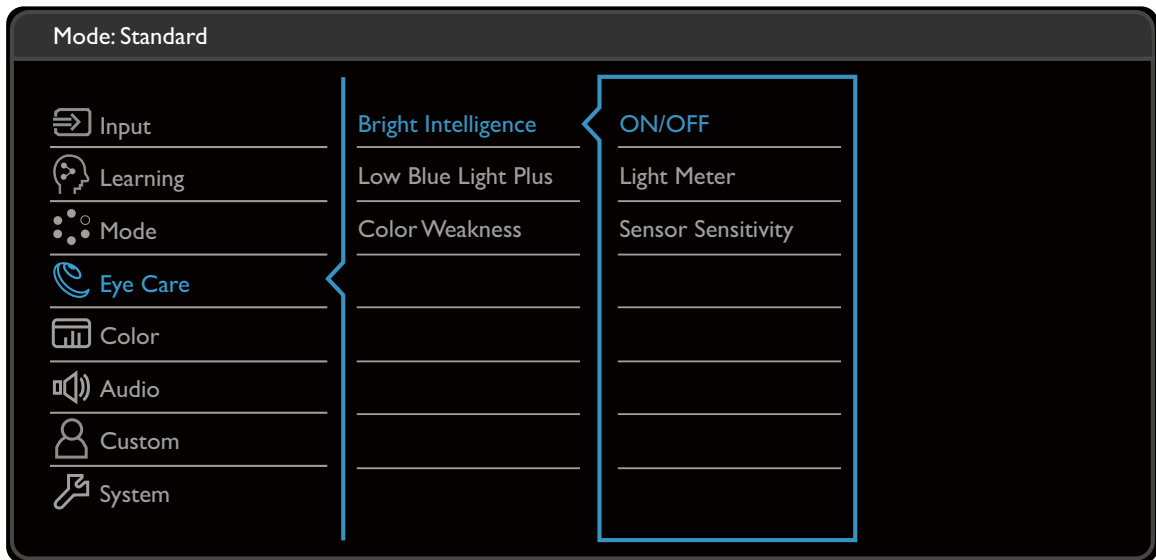 Mode: Standard
Input
Learning
Mode
Eye Care
Color
Audio
Custom
System
Bright Intelligence
Low Blue Light Plus
Color Weakness
ON/OFF
Light Meter
Sensor Sensitivity